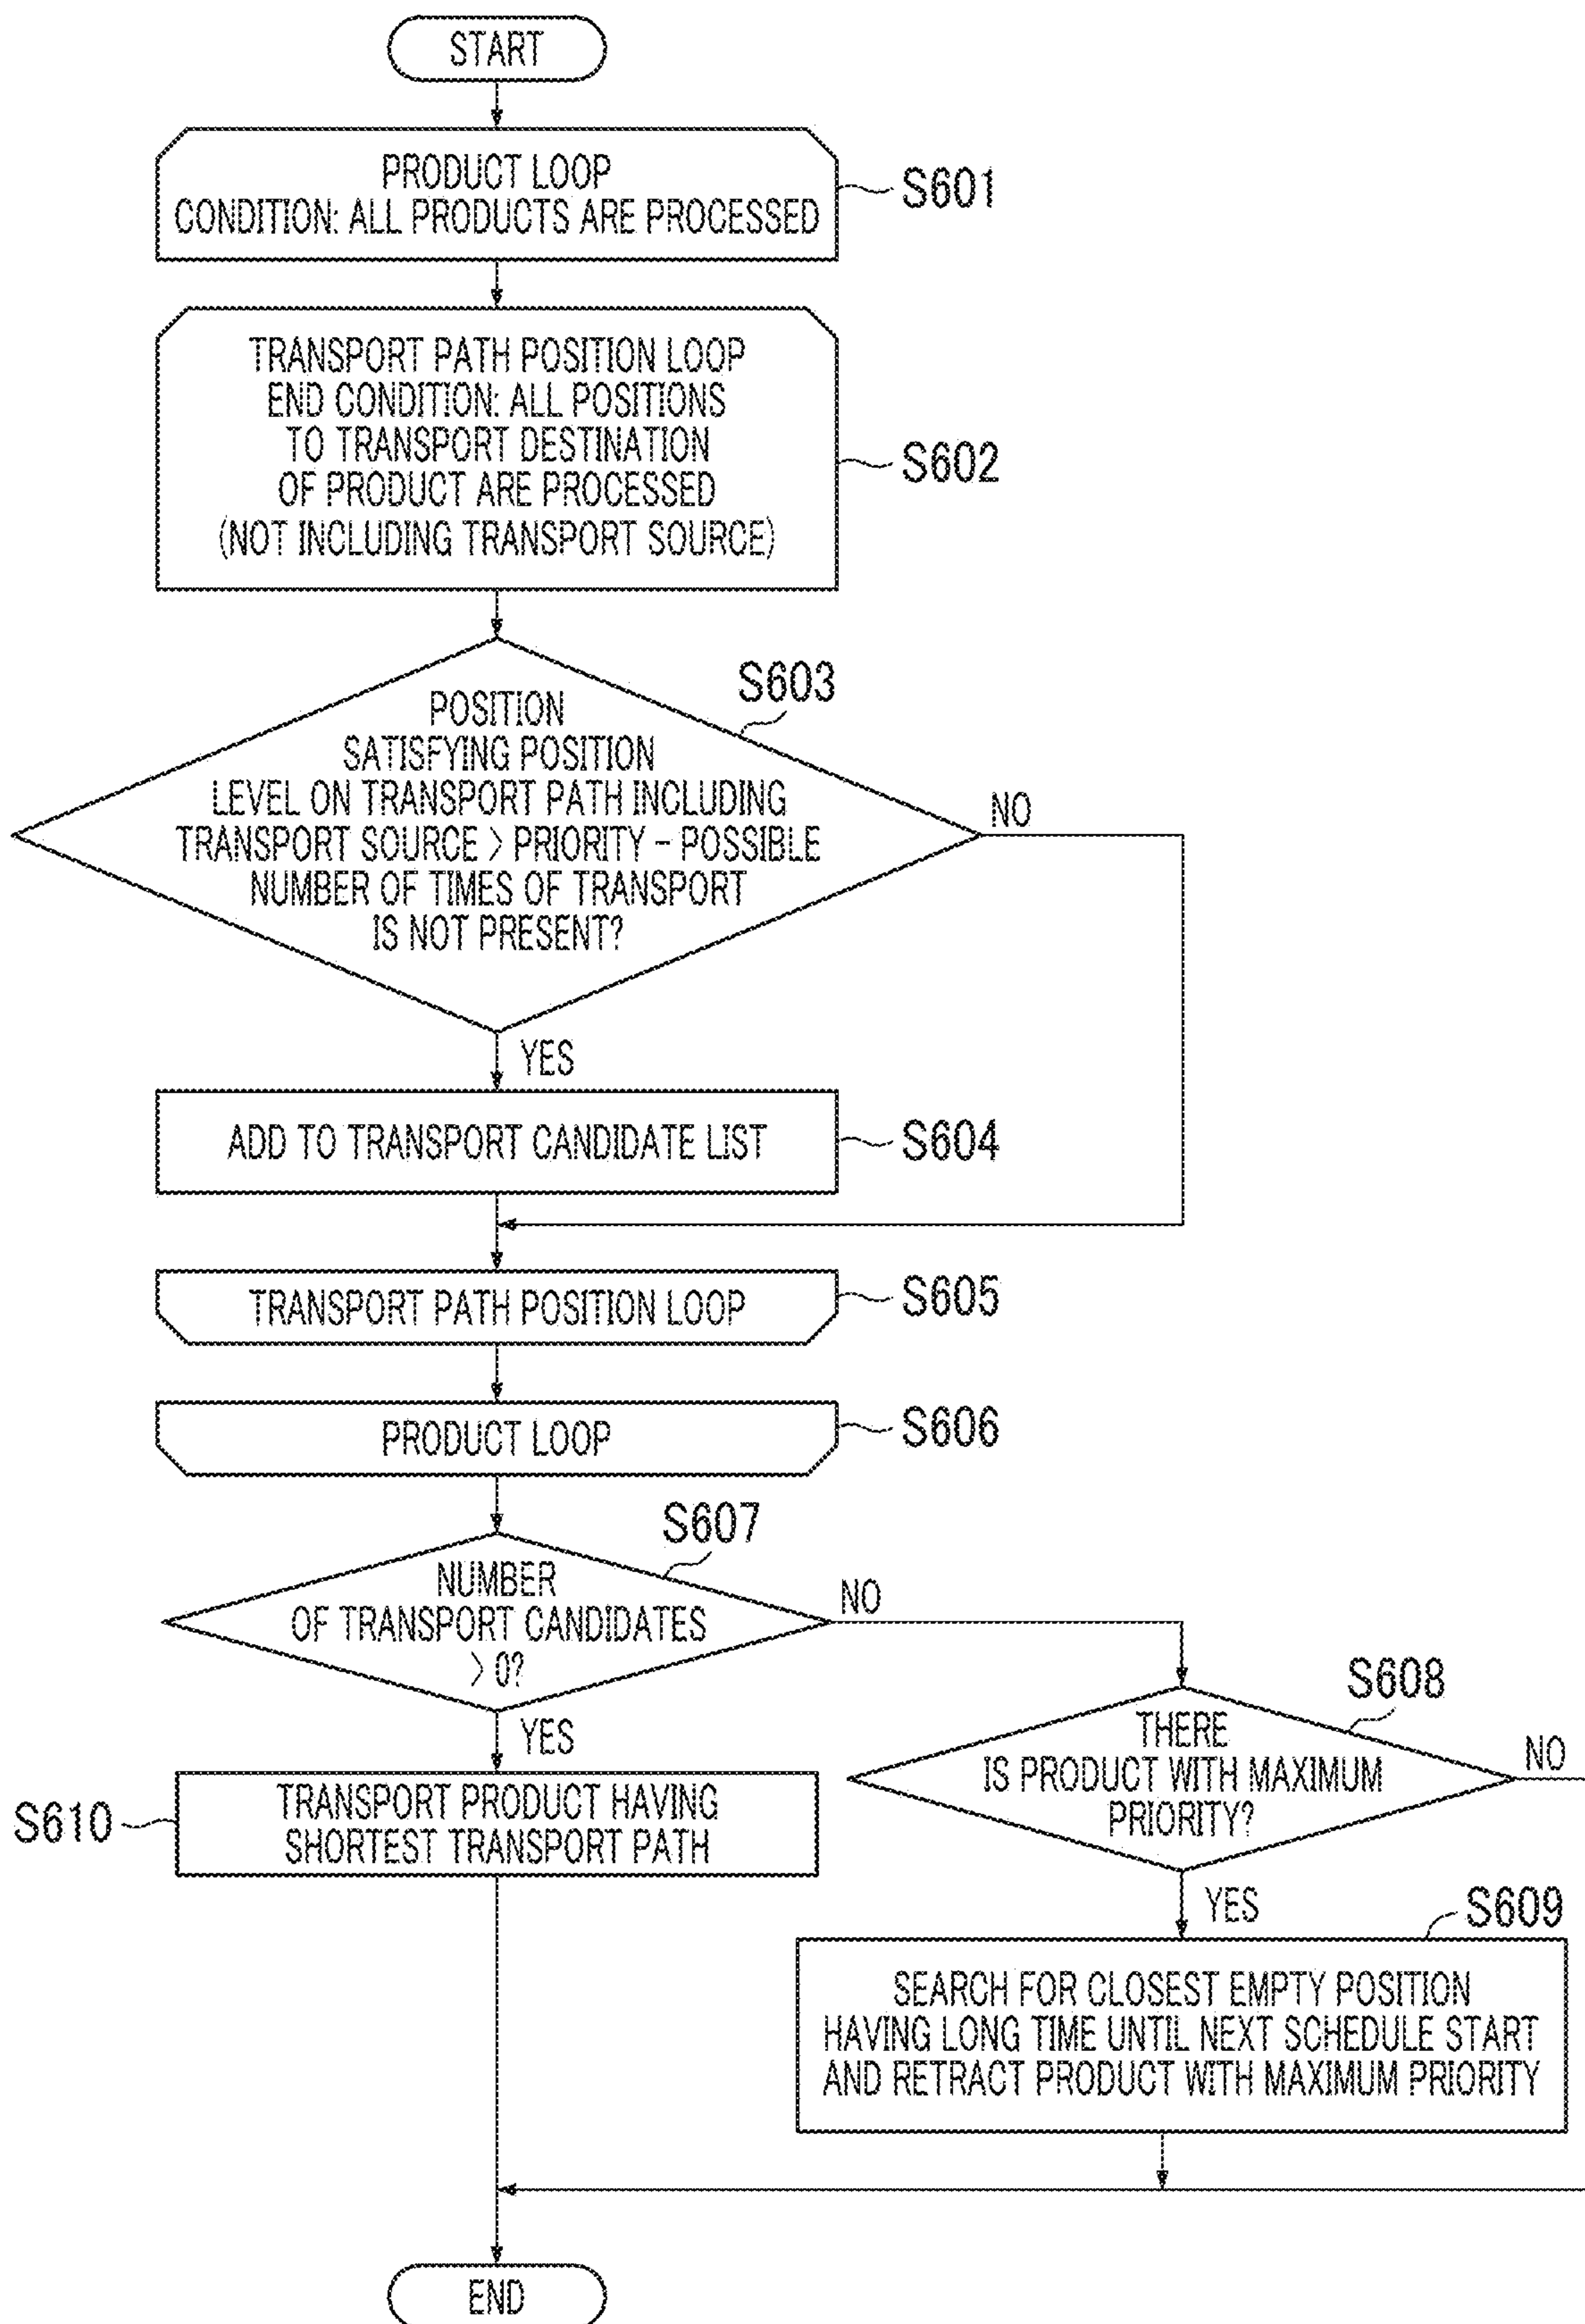 START
PRODUCT LOOP
CONDITION: ALL PRODUCTS ARE PROCESSED
S601
TRANSPORT PATH POSITION LOOP
END CONDITION: ALL POSITIONS
TO TRANSPORT DESTINATION
OF PRODUCT ARE PROCESSED
(NOT INCLUDING TRANSPORT SOURCE)
S602
S603
POSITION
SATISFYING POSITION
LEVEL ON TRANSPORT PATH INCLUDING
TRANSPORT SOURCE > PRIORITY - POSSIBLE
NUMBER OF TIMES OF TRANSPORT
IS NOT PRESENT?
NO
YES
ADD TO TRANSPORT CANDIDATE LIST
S604
TRANSPORT PATH POSITION LOOP
S605
PRODUCT LOOP
S606
S607
NUMBER
OF TRANSPORT CANDIDATES
> 0?
NO
YES
S608
THERE
IS PRODUCT WITH MAXIMUM
PRIORITY?
NO
YES
S610
TRANSPORT PRODUCT HAVING
SHORTEST TRANSPORT PATH
S609
SEARCH FOR CLOSEST EMPTY POSITION
HAVING LONG TIME UNTIL NEXT SCHEDULE START
AND RETRACT PRODUCT WITH MAXIMUM PRIORITY
END